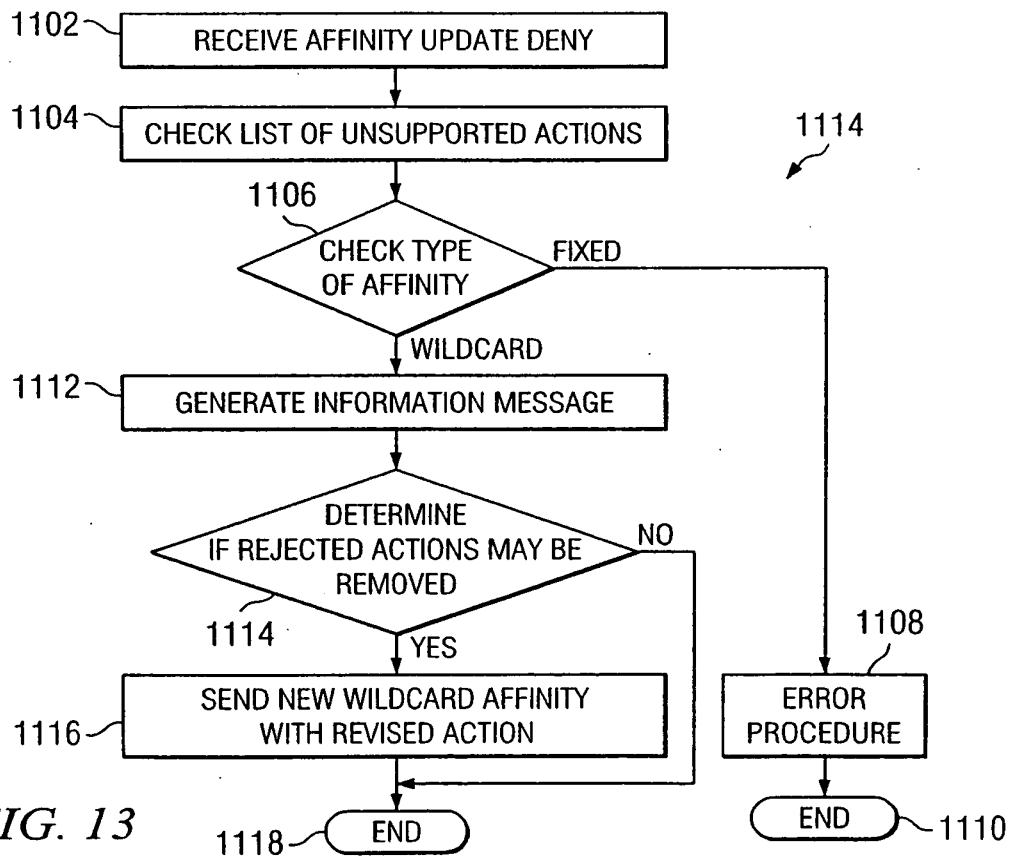 1102
RECEIVE AFFINITY UPDATE DENY
1104
CHECK LIST OF UNSUPPORTED ACTIONS
1114
1106
CHECK TYPE
OF AFFINITY
FIXED
WILDCARD
1112
GENERATE INFORMATION MESSAGE
DETERMINE
IF REJECTED ACTIONS MAY BE
REMOVED
NO
1114
YES
1108
SEND NEW WILDCARD AFFINITY
WITH REVISED ACTION
1116
ERROR
PROCEDURE
IG. 13
1118
END
END
1110